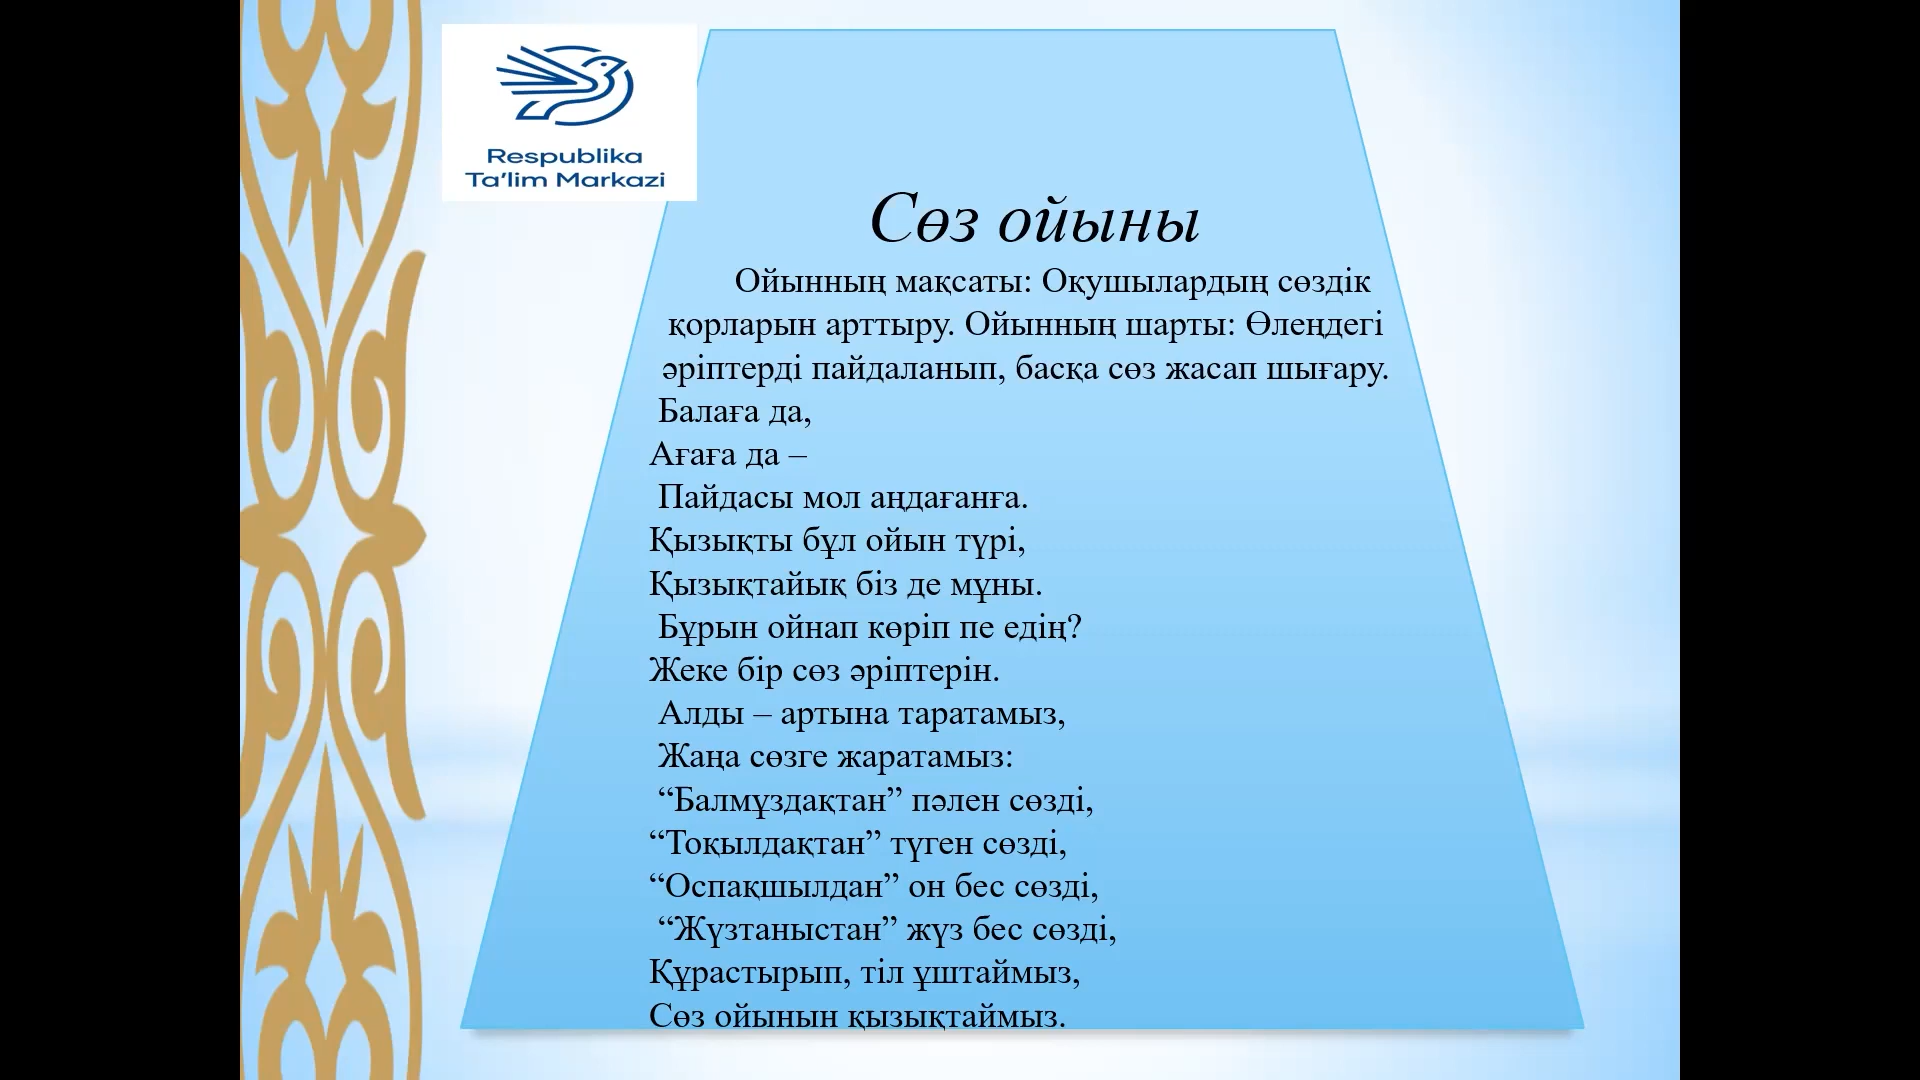 Respublika
Ta’lim Markazi
Сөз ойыны
Ойынның мақсаты: Оқушылардың сөздік
қорларын арттыру. Ойынның шарты: Өлеңдегі
әріптерді пайдаланып, басқа сөз жасап шығару.
Балаға да,
Ағаға да –
Пайдасы мол аңдағанға.
Қызықты бұл ойын түрі,
Қызықтайық біз де мұны.
Бұрын ойнап көріп пе едің?
Жеке бір сөз әріптерін.
Алды – артына таратамыз,
Жаңа сөзге жаратамыз:
“Балмұздақтан” пәлен сөзді,
“Тоқылдақтан” түген сөзді,
“Оспақшылдан” он бес сөзді,
“Жүзтаныстан” жүз бес сөзді,
Құрастырып, тіл ұштаймыз,
Сөз ойынын қызықтаймыз.